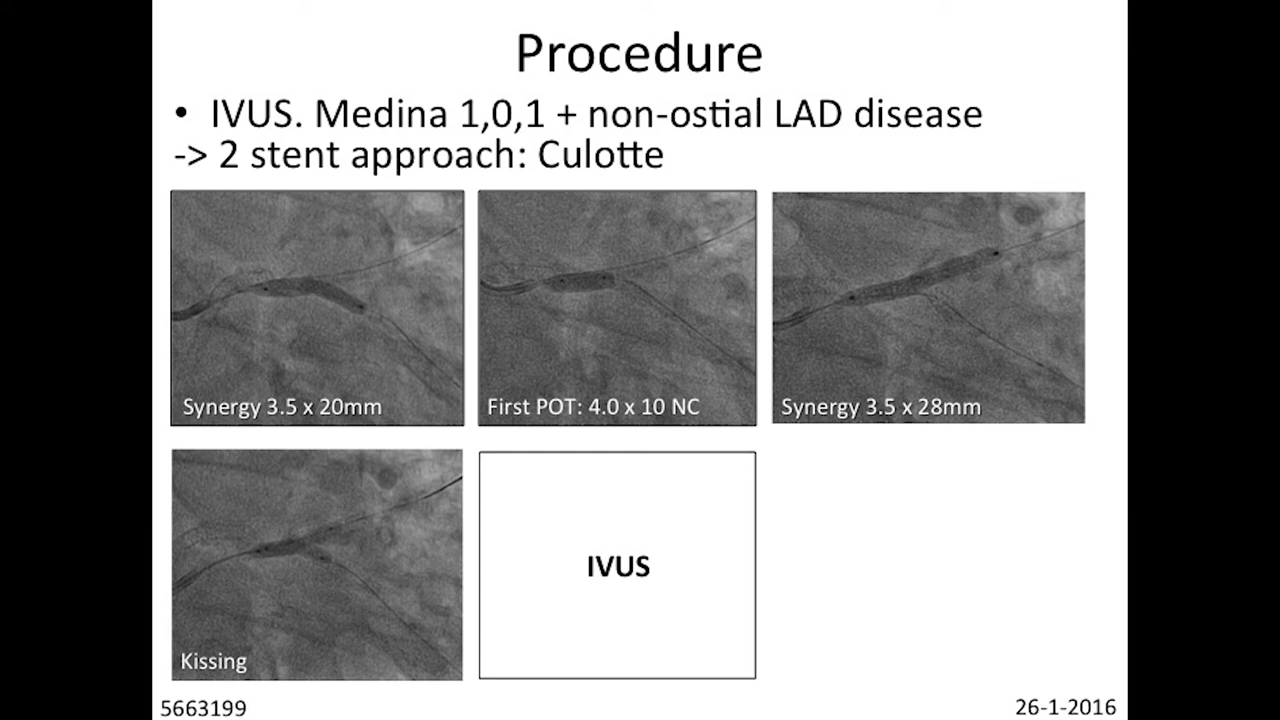 Procedure
• IVUS. Medina 1,0,1 + non-ostial LAD disease
-> 2 stent approach: Culotte
Synergy 3.5 x 20mm
First POT: 4.0 x 10 NC
Synergy 3.5 x 28mm
Kissing
IVUS
5663199
26-1-2016